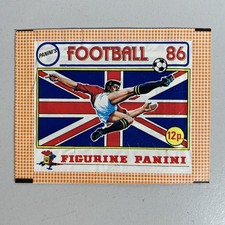 PANINI'S
FOOTBALL 86
12p.
FIGURINE PANINI